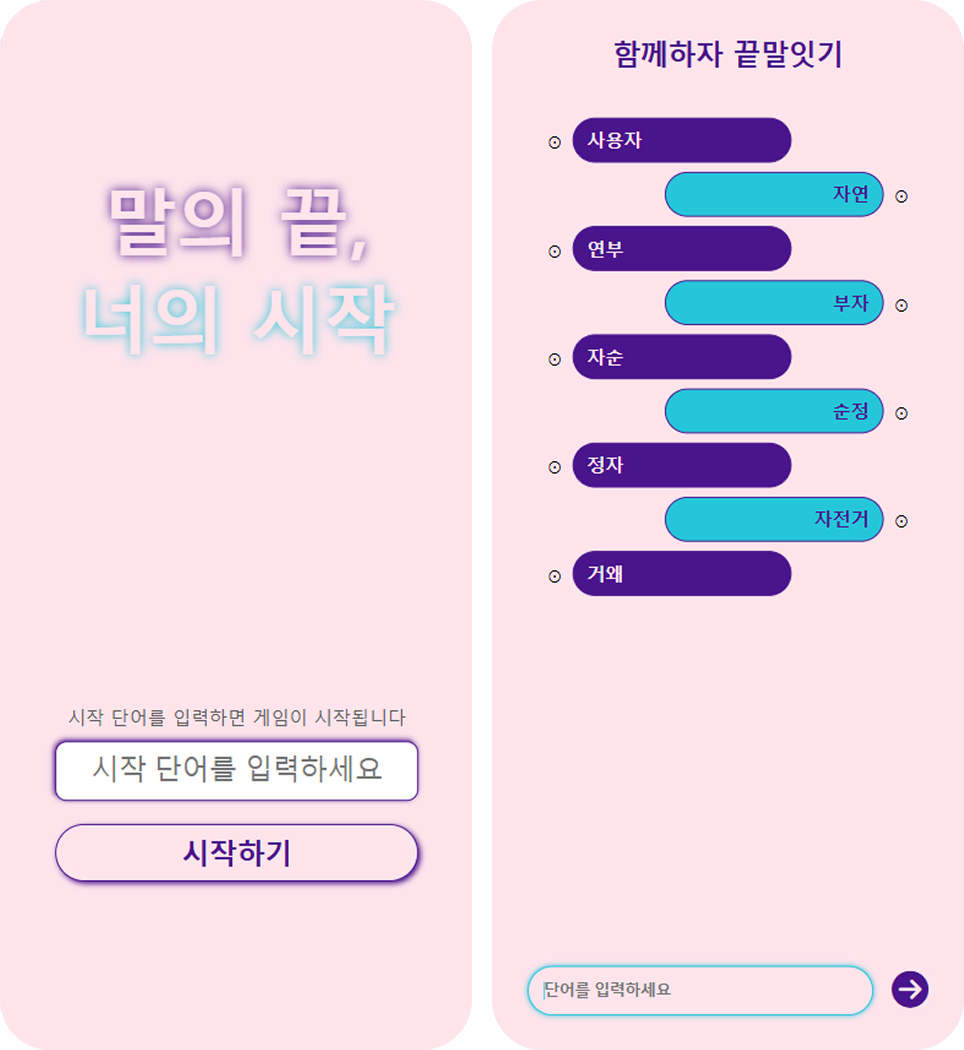 말의 끝,
너의 시작
시작 단어를 입력하면 게임이 시작됩니다
시작 단어를 입력하세요
시작하기
함께하자 끝말잇기
사용자
자연
연부
부자
자순
순정
정자
자전거
거왜
단어를 입력하세요